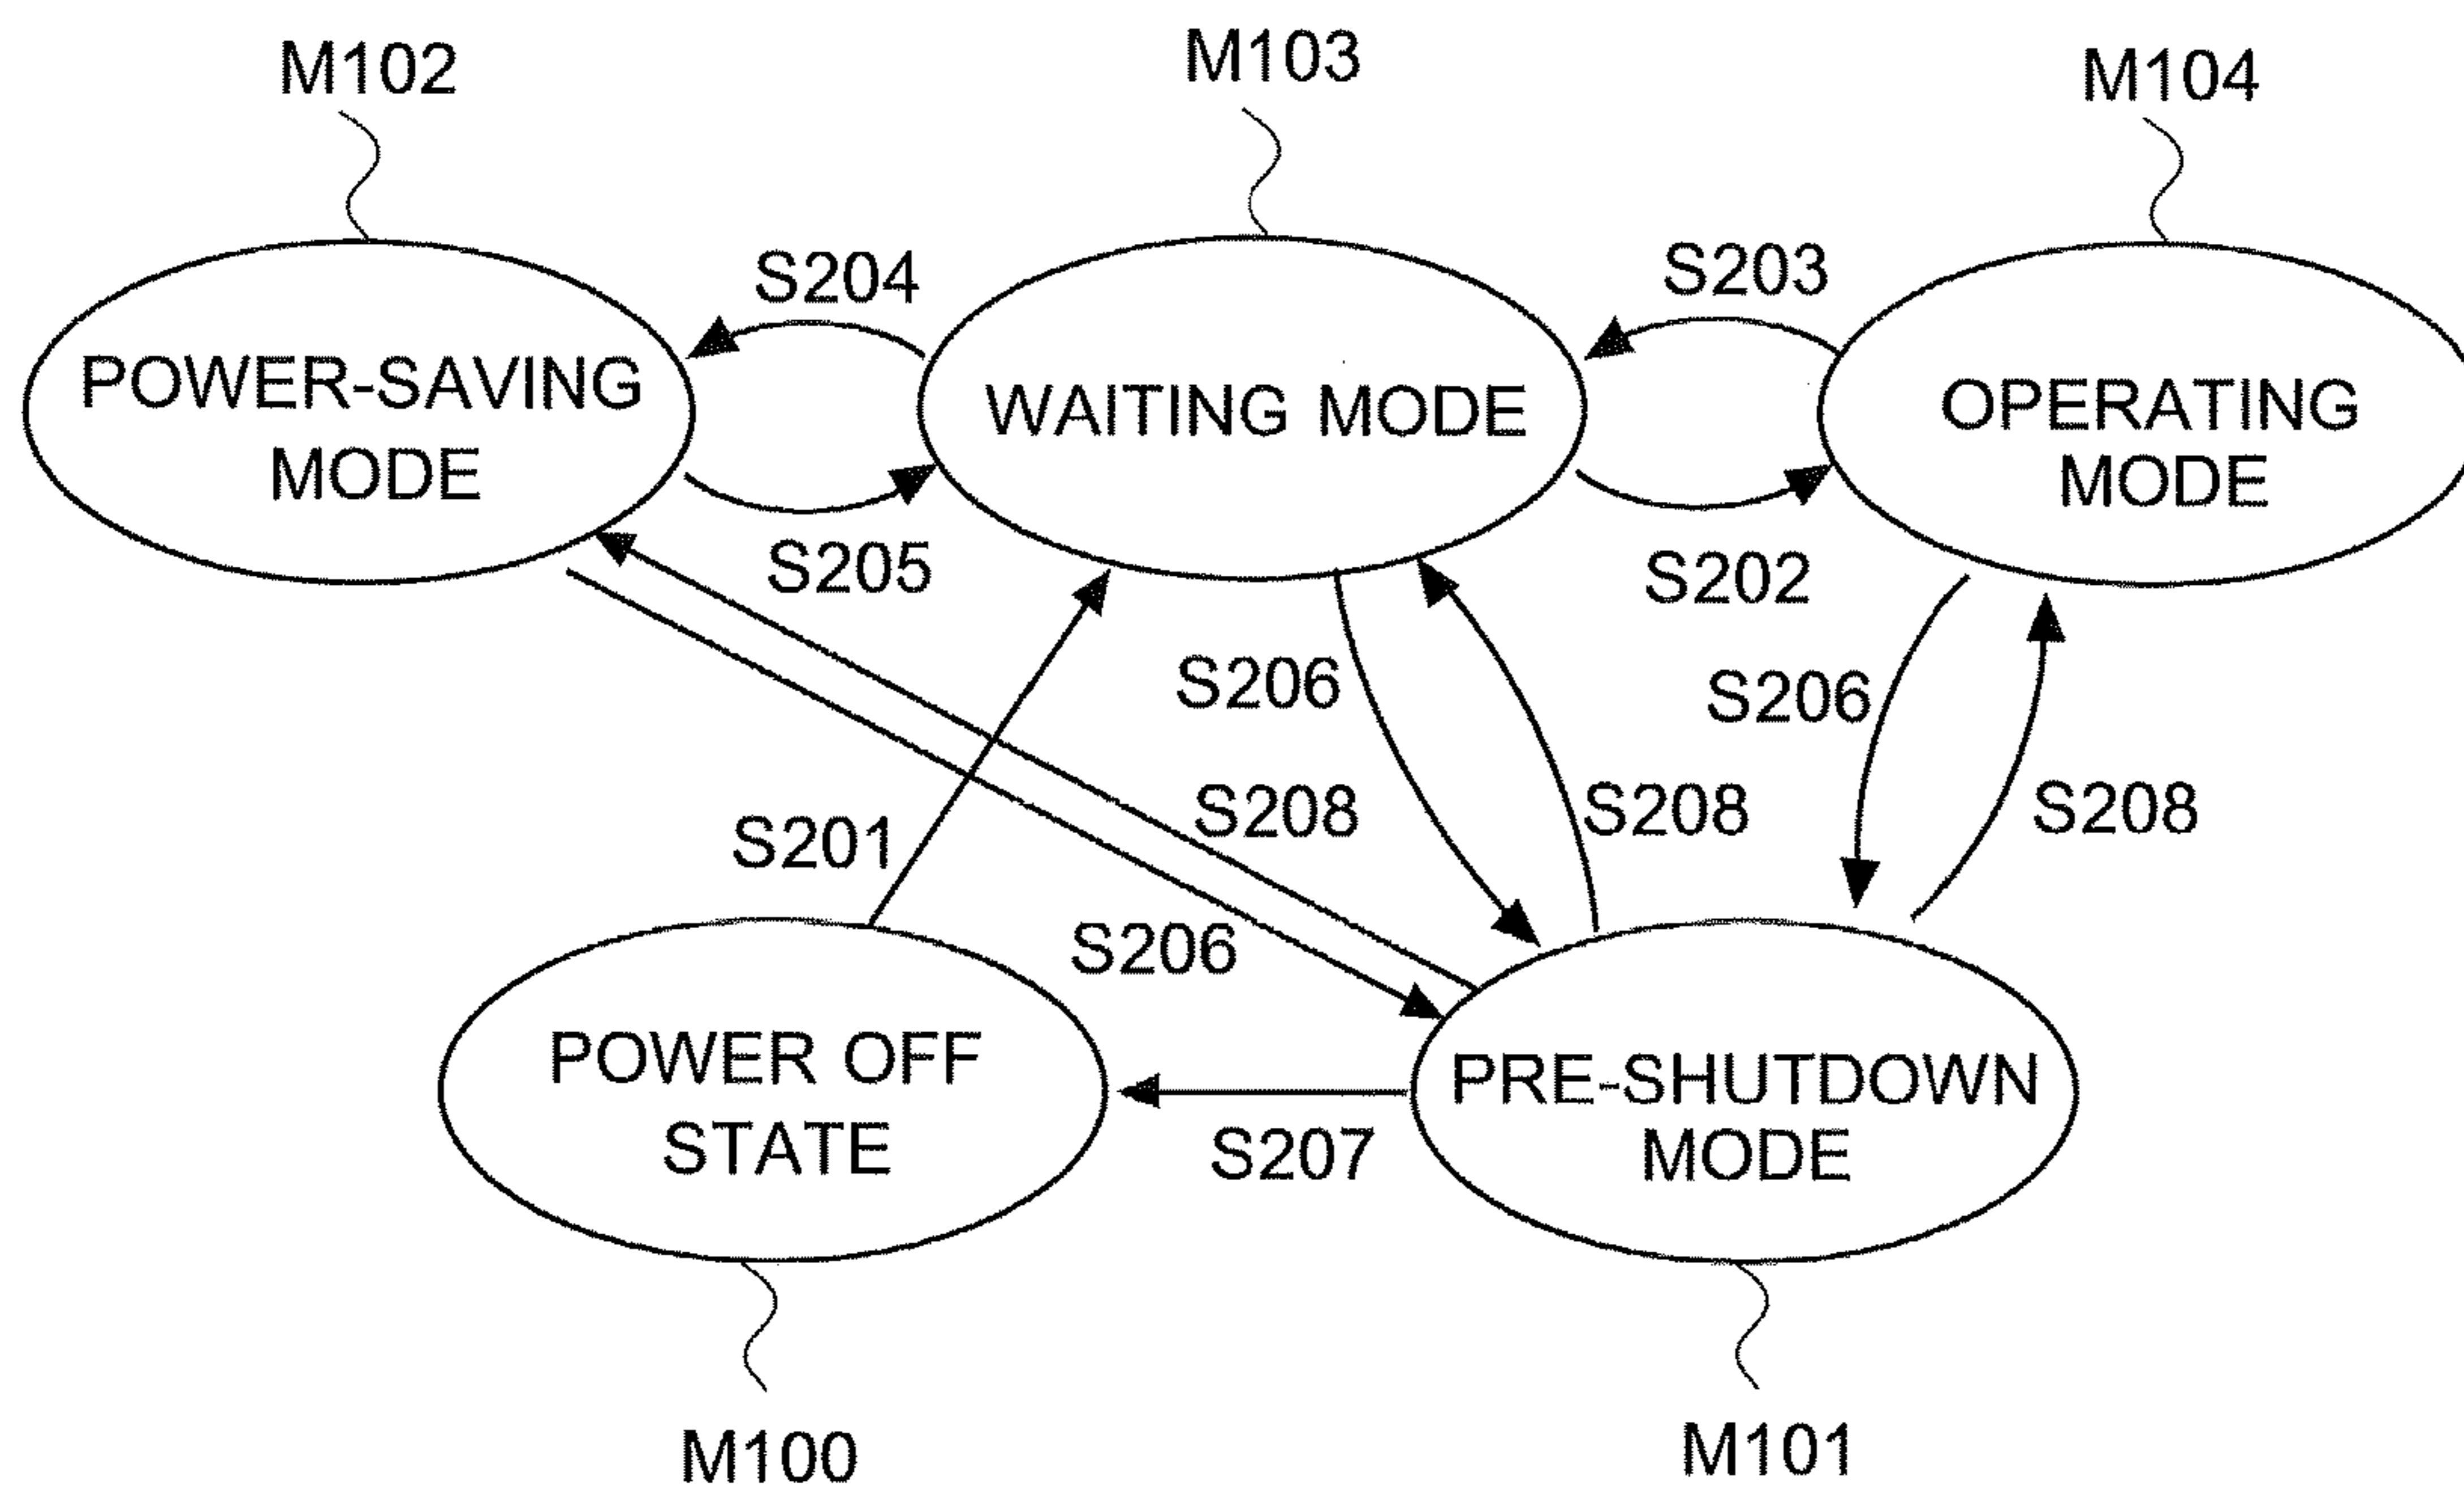 M102
M103
M104
S204
S203
POWER-SAVING
MODE
WAITING MODE
OPERATING
MODE
S205
S202
S206
S206
S201
S208
S208
S208
S206
POWER OFF
STATE
PRE-SHUTDOWN
MODE
S207
M100
M101